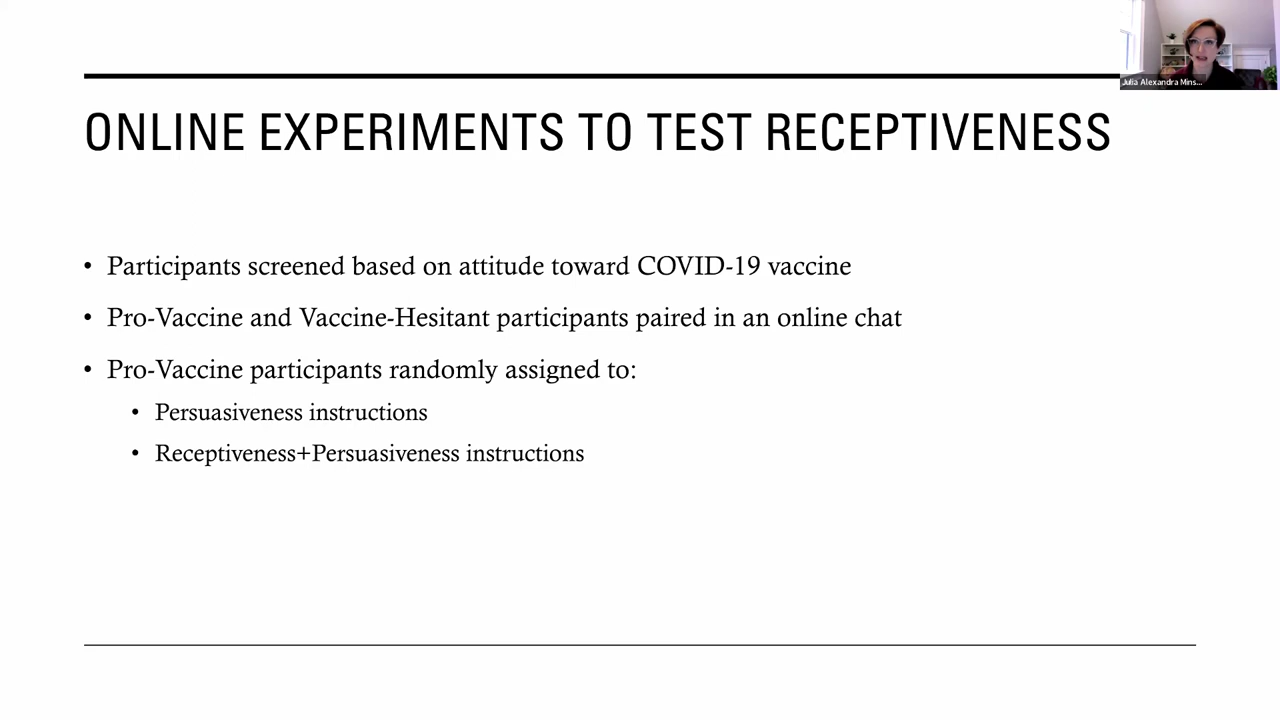 Julia Alexandra Mins...
ONLINE EXPERIMENTS TO TEST RECEPTIVENESS
• Participants screened based on attitude toward COVID-19 vaccine
• Pro-Vaccine and Vaccine-Hesitant participants paired in an online chat
• Pro-Vaccine participants randomly assigned to:
• Persuasiveness instructions
• Receptiveness+Persuasiveness instructions